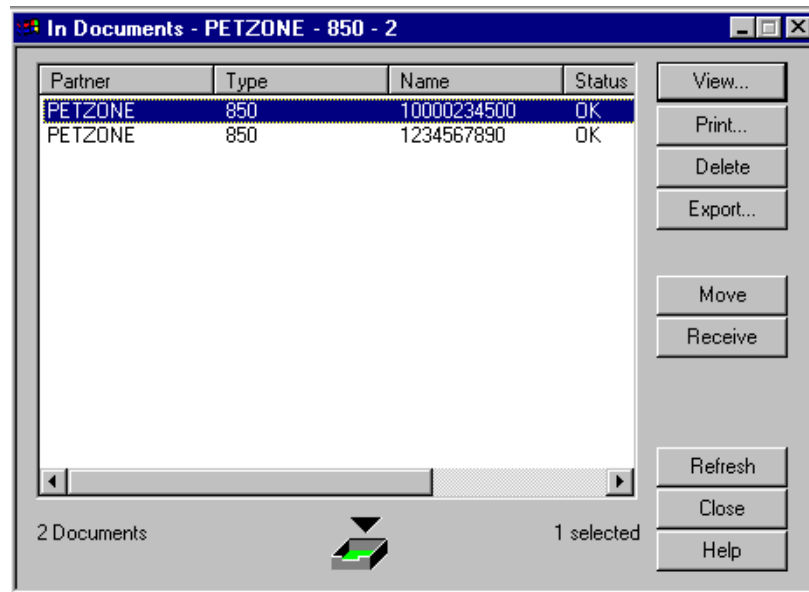 In Documents - PETZONE - 850 - 2
Partner Type Name Status
PETZONE 850 10000234500 OK
PETZONE 850 1234567890 OK
View...
Print...
Delete
Export...
Move
Receive
Refresh
Close
Help
2 Documents 1 selected